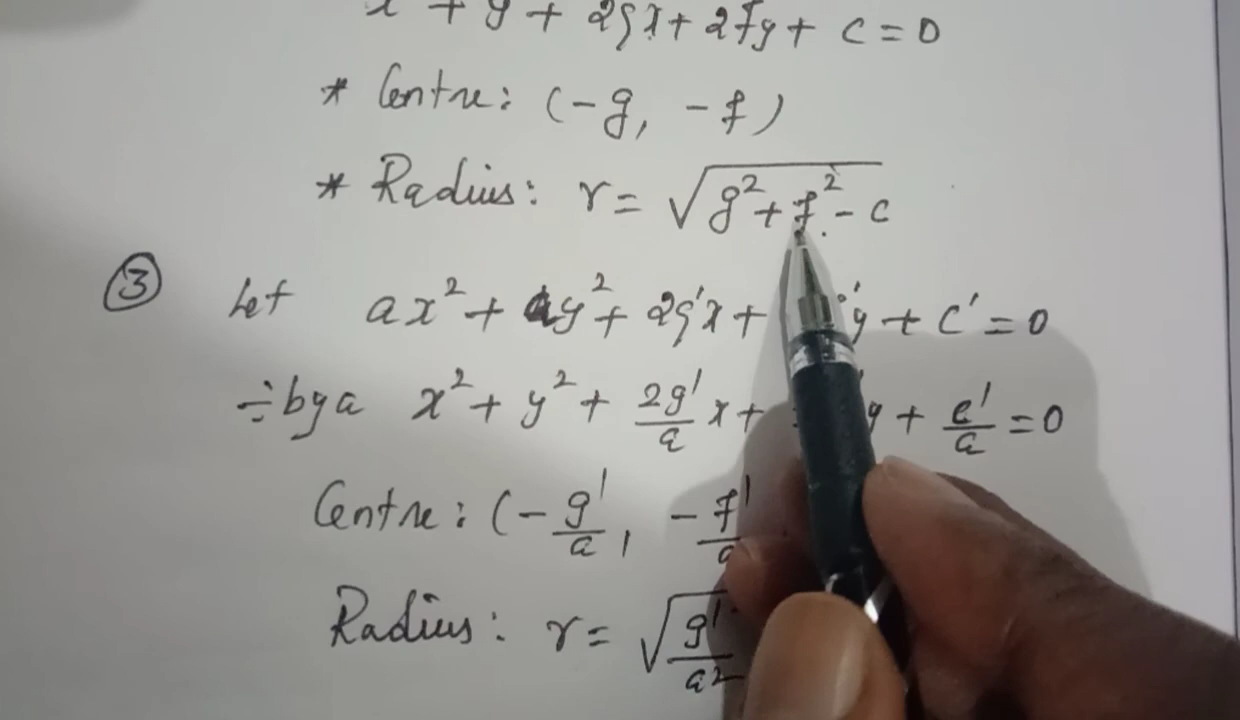 x + y + 2gx + 2fy + c = 0
* Centre: (-g, -f)
* Radius: r = √(g² + f² - c
③ Let ax² + ay² + 2g'x + 'y + c' = 0
÷ by a x² + y² + 2g'/a x + y + c'/a = 0
Centre: (-g'/a, -f'/a
Radius: r = √g'/a²